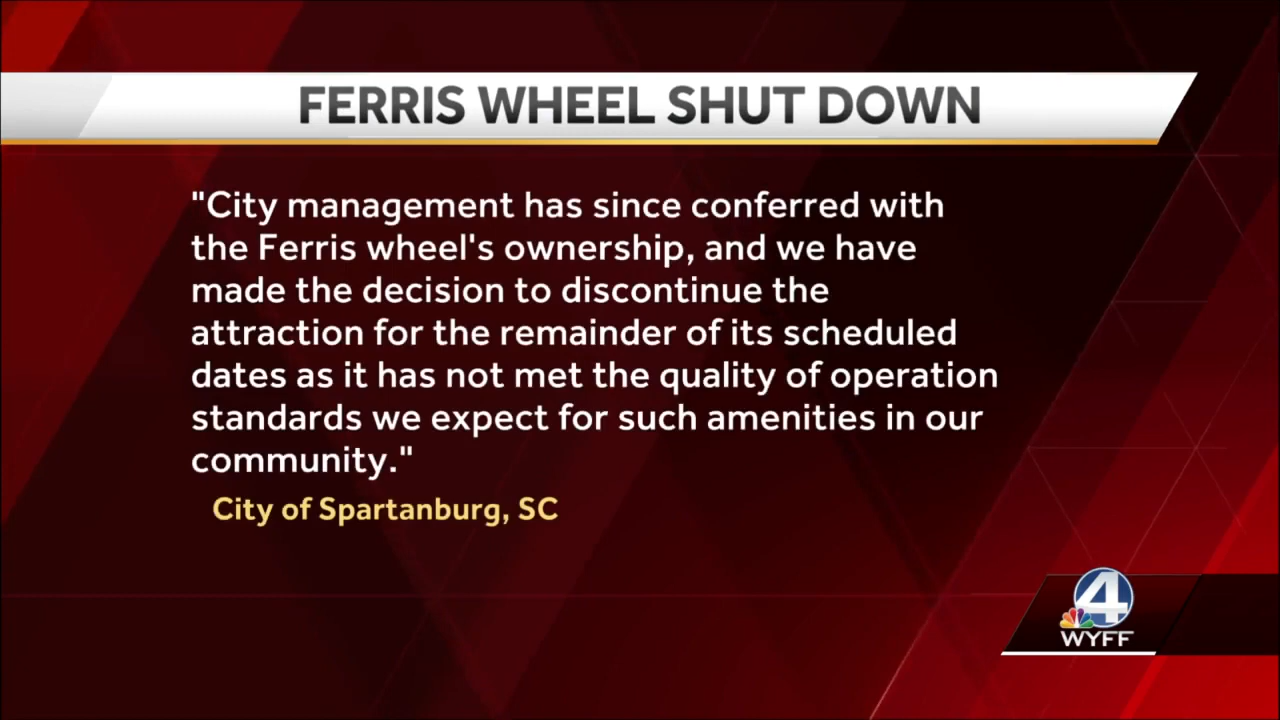 FERRIS WHEEL SHUT DOWN
"City management has since conferred with
the Ferris wheel's ownership, and we have
made the decision to discontinue the
attraction for the remainder of its scheduled
dates as it has not met the quality of operation
standards we expect for such amenities in our
community."
City of Spartanburg, SC
4
WYFF